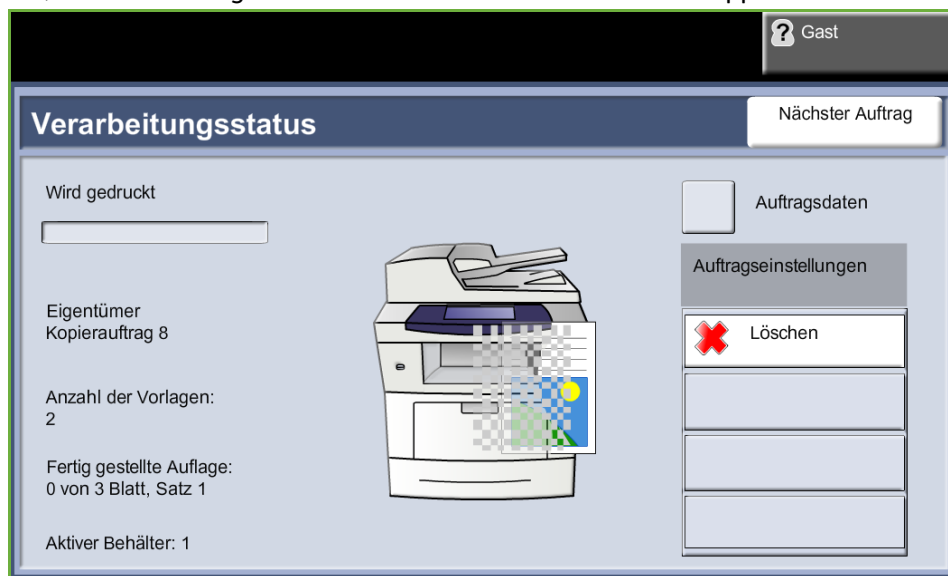 Gast
Verarbeitungsstatus
Nächster Auftrag
Wird gedruckt
Auftragsdaten
Auftragseinstellungen
Eigentümer
Kopierauftrag 8
Löschen
Anzahl der Vorlagen:
2
Fertig gestellte Auflage:
0 von 3 Blatt, Satz 1
Aktiver Behälter: 1